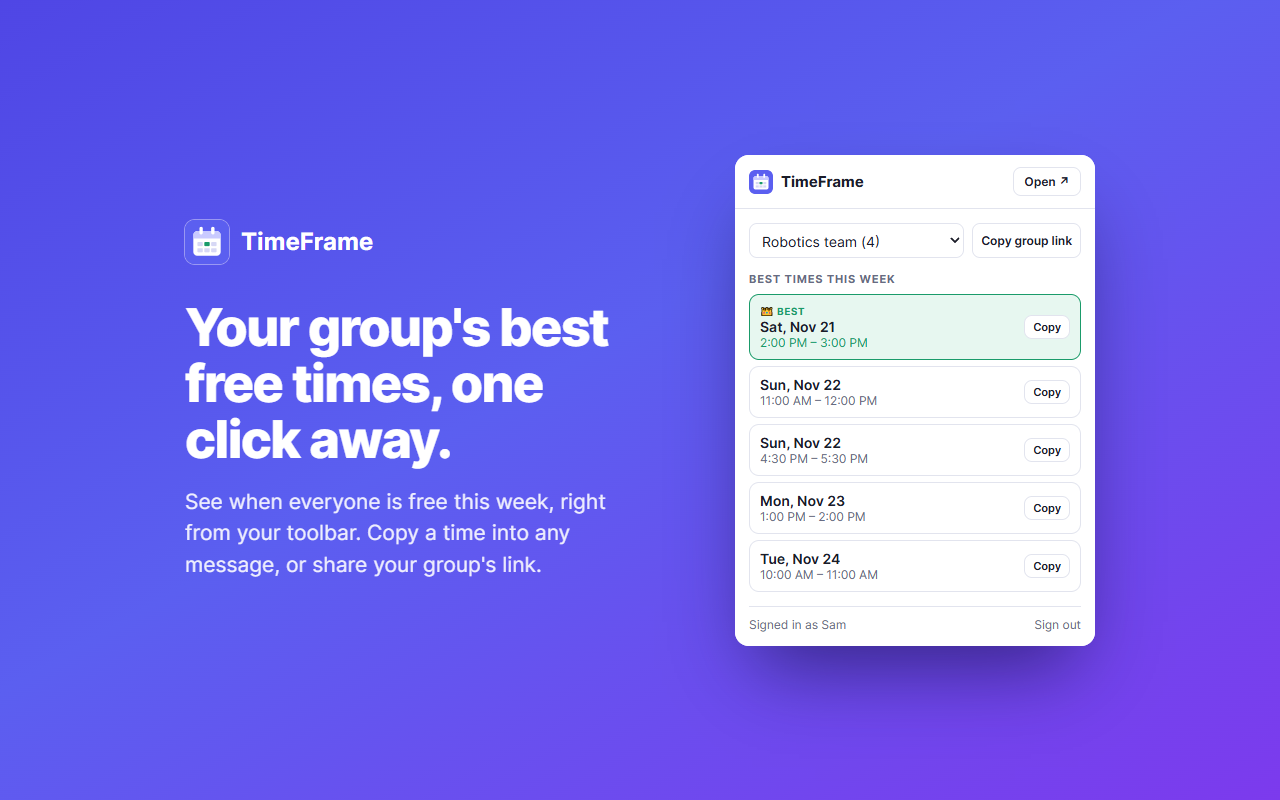 TimeFrame
Your group's best
free times, one
click away.
See when everyone is free this week, right
from your toolbar. Copy a time into any
message, or share your group's link.
TimeFrame
Open ↗
Robotics team (4)
Copy group link
BEST TIMES THIS WEEK
👑 BEST
Sat, Nov 21
2:00 PM – 3:00 PM
Copy
Sun, Nov 22
11:00 AM – 12:00 PM
Copy
Sun, Nov 22
4:30 PM – 5:30 PM
Copy
Mon, Nov 23
1:00 PM – 2:00 PM
Copy
Tue, Nov 24
10:00 AM – 11:00 AM
Copy
Signed in as Sam
Sign out